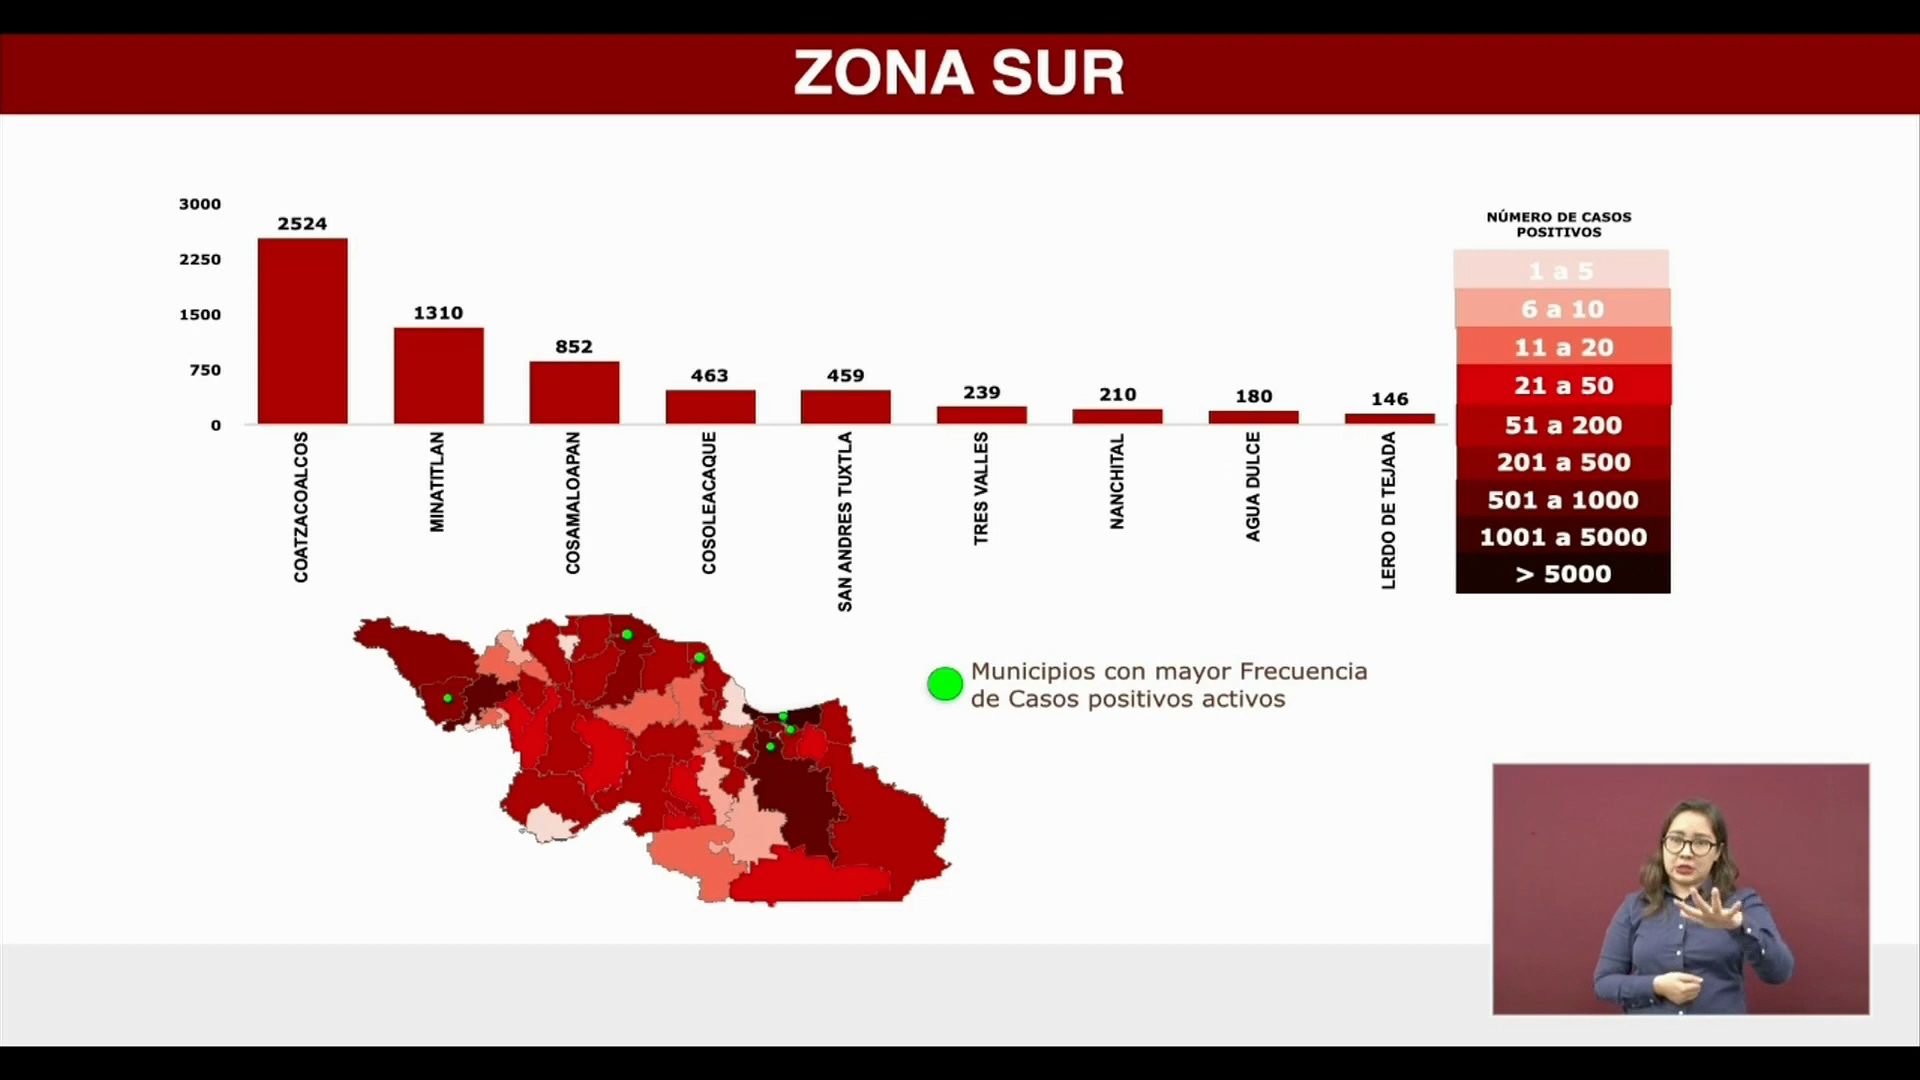 ZONA SUR
3000
2250
1500
750
0
2524
1310
852
463
459
239
210
180
146
COATZACOALCOS
MINATITLAN
COSAMALOAPAN
COSOLEACAQUE
SAN ANDRES TUXTLA
TRES VALLES
NANCHITAL
AGUA DULCE
LERDO DE TEJADA
NÚMERO DE CASOS
POSITIVOS
1 a 5
6 a 10
11 a 20
21 a 50
51 a 200
201 a 500
501 a 1000
1001 a 5000
> 5000
Municipios con mayor Frecuencia
de Casos positivos activos